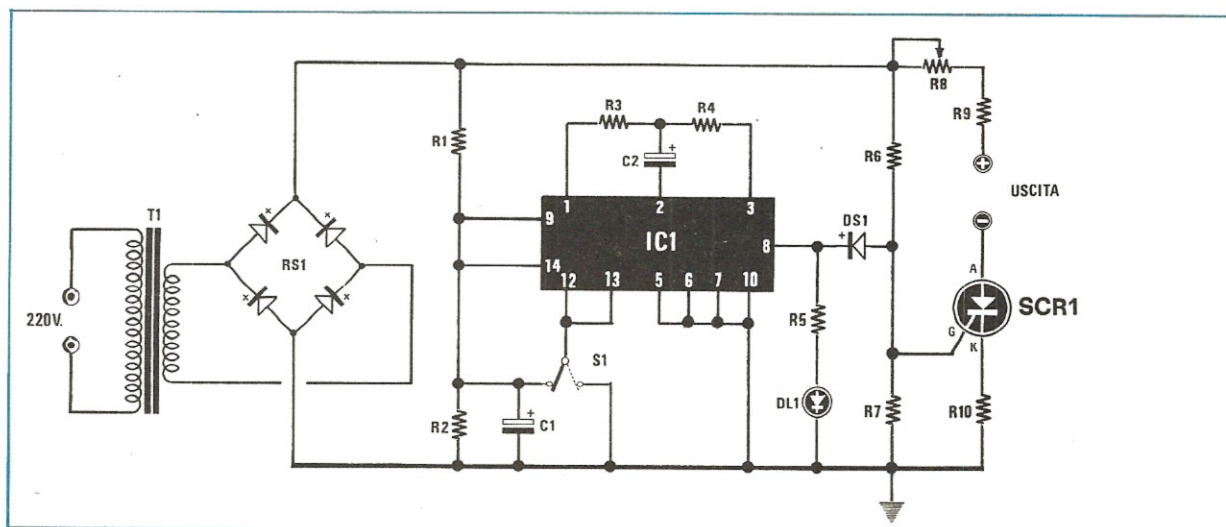 T1
220V.
RS1
R1
R2
C1
S1
R3
R4
C2
IC1
1
2
3
9
14
12
13
5
6
7
10
8
DS1
R5
DL1
R6
R7
R8
R9
USCITA
A
G
K
SCR1
R10